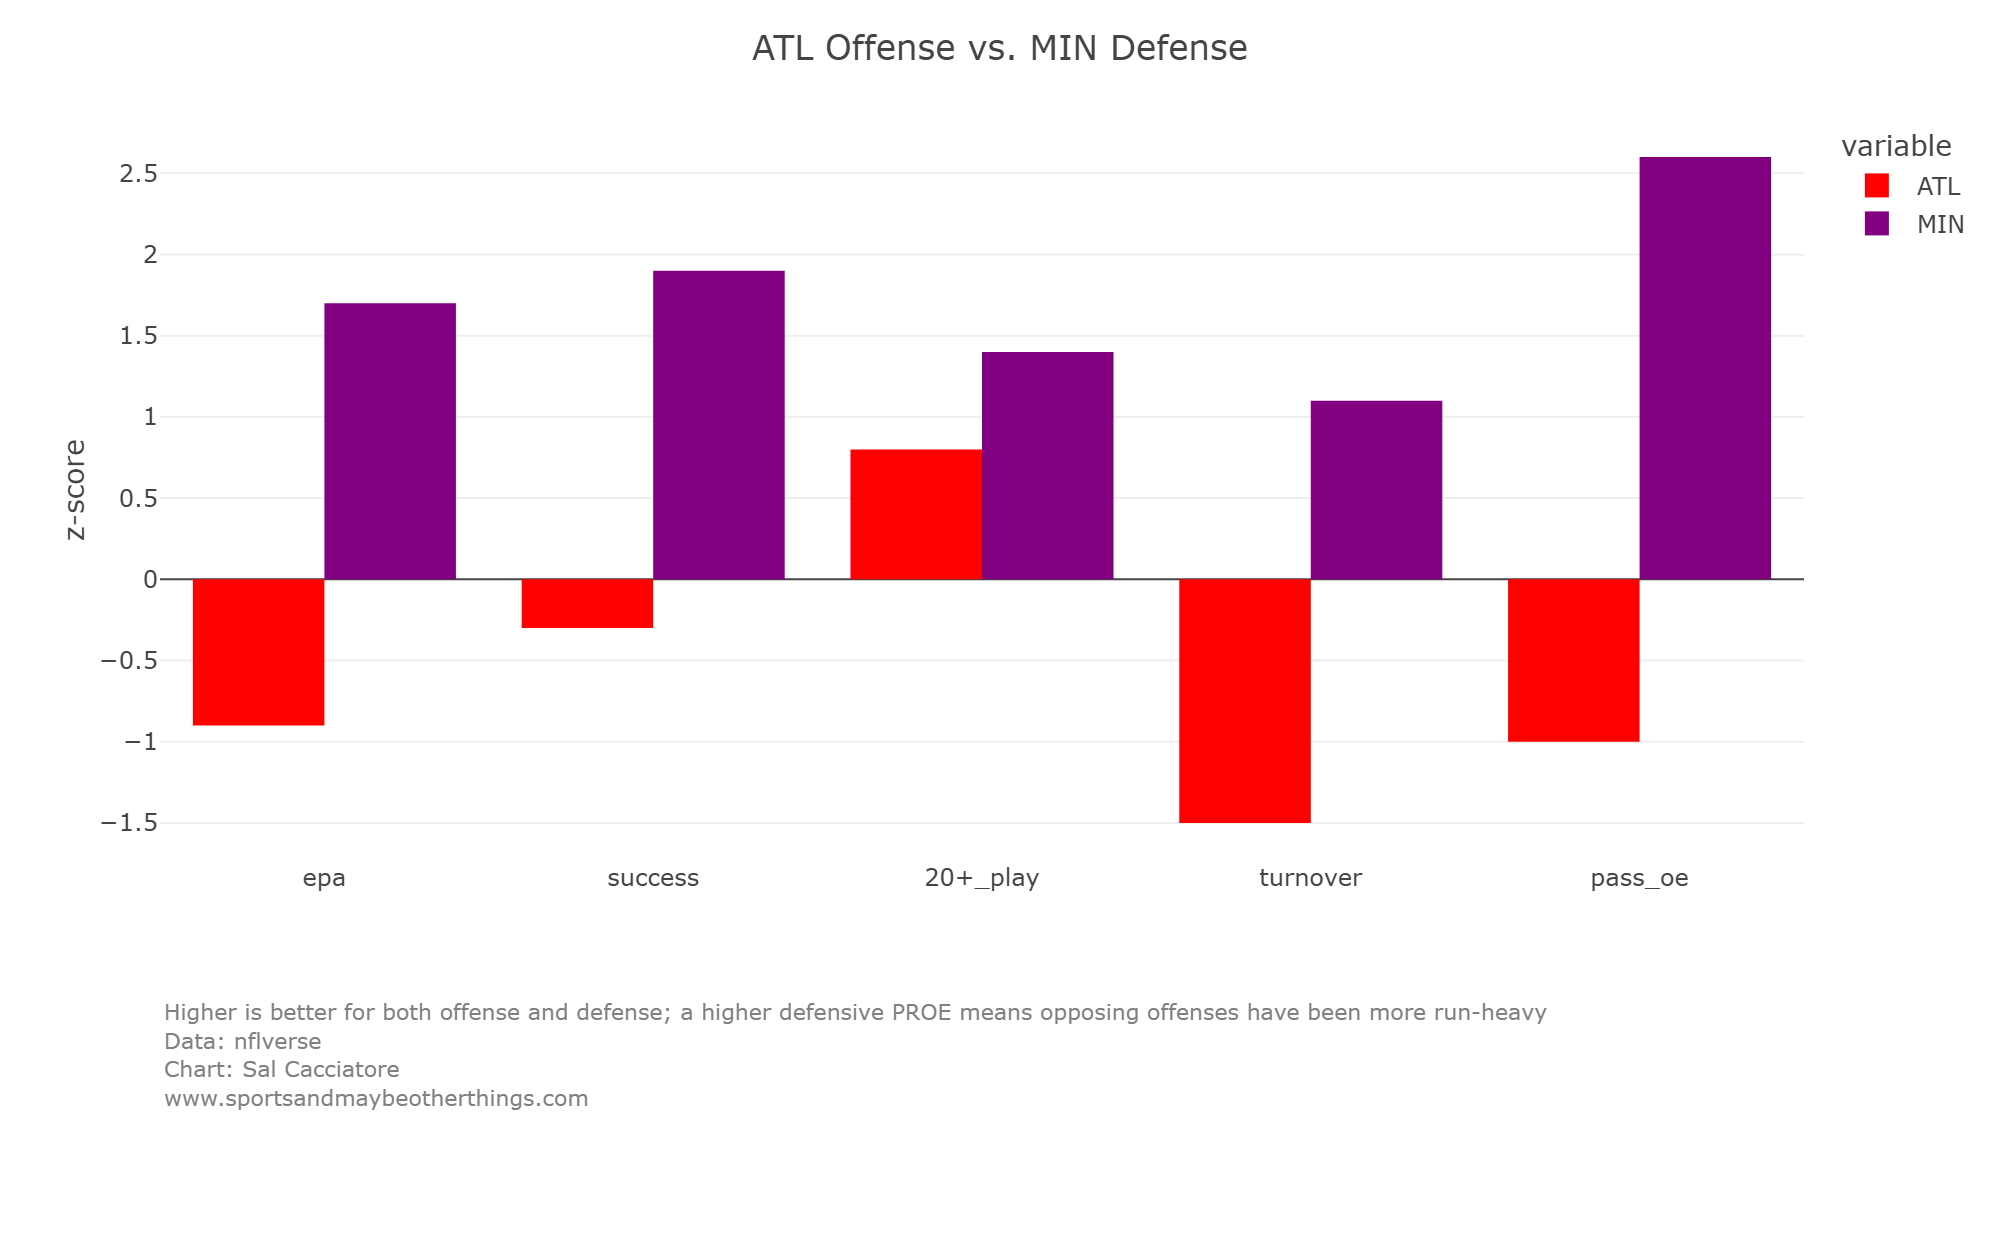 ATL Offense vs. MIN Defense
variable
ATL
MIN
z-score
2.5
2
1.5
1
0.5
0
−0.5
−1
−1.5
epa success 20+_play turnover pass_oe
Higher is better for both offense and defense; a higher defensive PROE means opposing offenses have been more run-heavy
Data: nflverse
Chart: Sal Cacciatore
www.sportsandmaybeotherthings.com